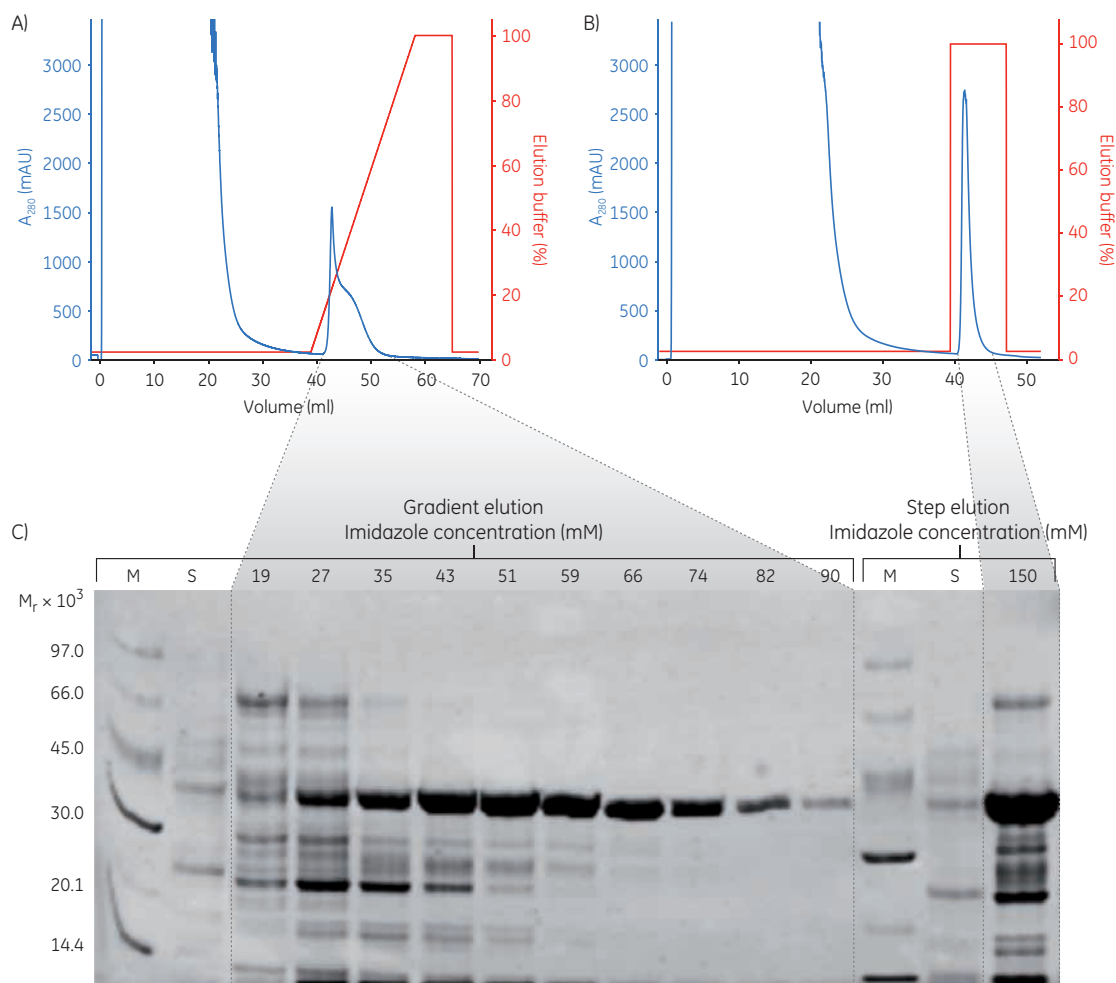 A)
A₂₈₀ (mAU)
3000
2500
2000
1500
1000
500
0
0 10 20 30 40 50 60 70
Volume (ml)
100
80
60
40
20
0
Elution buffer (%)
B)
A₂₈₀ (mAU)
3000
2500
2000
1500
1000
500
0
0 10 20 30 40 50
Volume (ml)
100
80
60
40
20
0
Elution buffer (%)
C)
Gradient elution
Imidazole concentration (mM)
Step elution
Imidazole concentration (mM)
M S 19 27 35 43 51 59 66 74 82 90 M S 150
Mᵣ × 10³
97.0
66.0
45.0
30.0
20.1
14.4